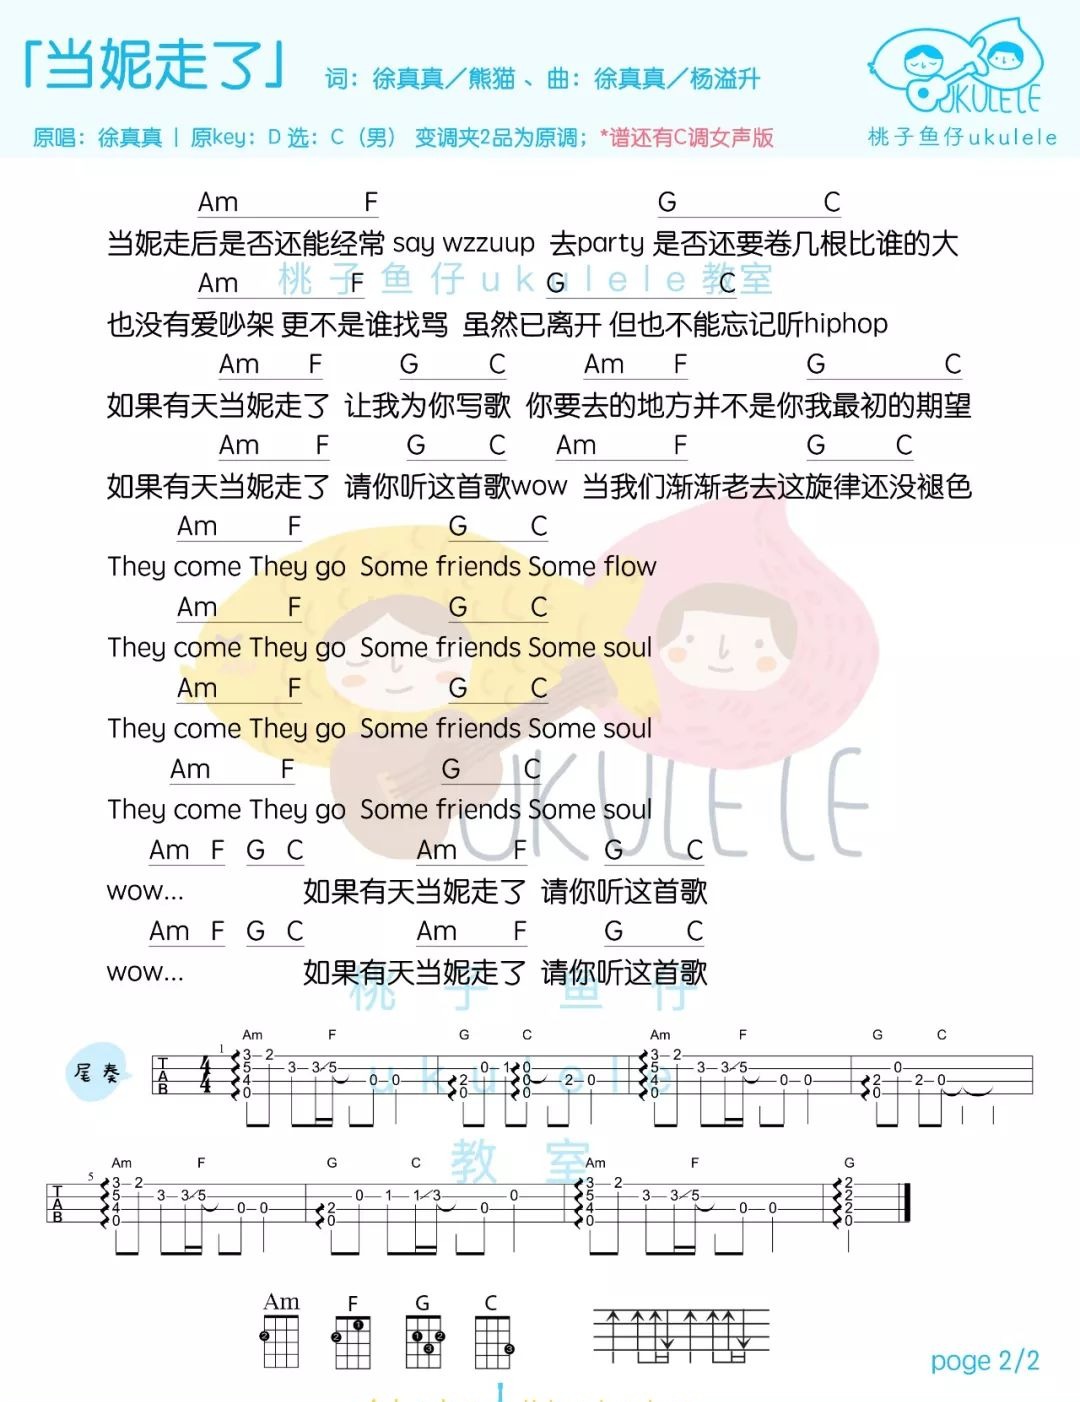 「当妮走了」
词：徐真真／熊猫、曲：徐真真／杨溢升
原唱：徐真真 | 原key：D 选：C（男） 变调夹2品为原调；*谱还有C调女声版
UKULELE
桃子鱼仔ukulele
Am F G C
当妮走后是否还能经常 say wzzuup 去party 是否还要卷几根比谁的大
桃子鱼仔ukulele教室
Am F G C
也没有爱吵架 更不是谁找骂 虽然已离开 但也不能忘记听hiphop
Am F G C Am F G C
如果有天当妮走了 让我为你写歌 你要去的地方并不是你我最初的期望
Am F G C Am F G C
如果有天当妮走了 请你听这首歌wow 当我们渐渐老去这旋律还没褪色
Am F G C
They come They go Some friends Some flow
Am F G C
They come They go Some friends Some soul
Am F G C
They come They go Some friends Some soul
Am F G C
They come They go Some friends Some soul
UKULELE
Am F G C Am F G C
wow... 如果有天当妮走了 请你听这首歌
Am F G C Am F G C
wow... 如果有天当妮走了 请你听这首歌
桃子鱼仔
尾奏
Am F G C Am F G C
1
T A B 4 4 3 5 4 0 2 3 3 5 0 0 2 0 0 1 0 0 0 0 2 0 3 5 4 0 2 3 3 5 0 0 2 0 0 2 0
ukulele
教室
Am F G C Am F G
5
T A B 3 5 4 0 2 3 3 5 0 0 2 0 0 1 1 3 0 0 3 5 4 0 2 3 3 5 0 0 2 2 2 0
Am F G C
2 2 1 1 2 3 3
poge 2/2